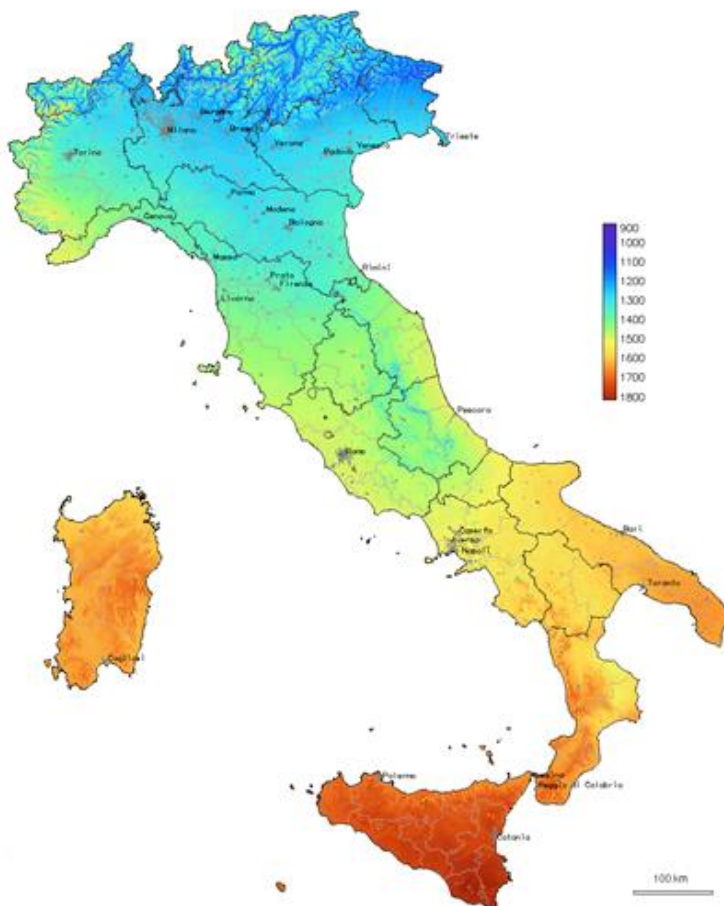 Bergamo
Milano
Brescia
Trieste
Torino
Verona
Padova
Venezia
Parma
Modena
Genova
Bologna
Massa
Rimini
Prato
Firenze
Livorno
900
1000
1100
1200
1300
1400
1500
1600
1700
1800
Pescara
Roma
Bari
Caserta
Napoli
Taranto
Cagliari
Palermo
Messina
Reggio di Calabria
Catania
100 km